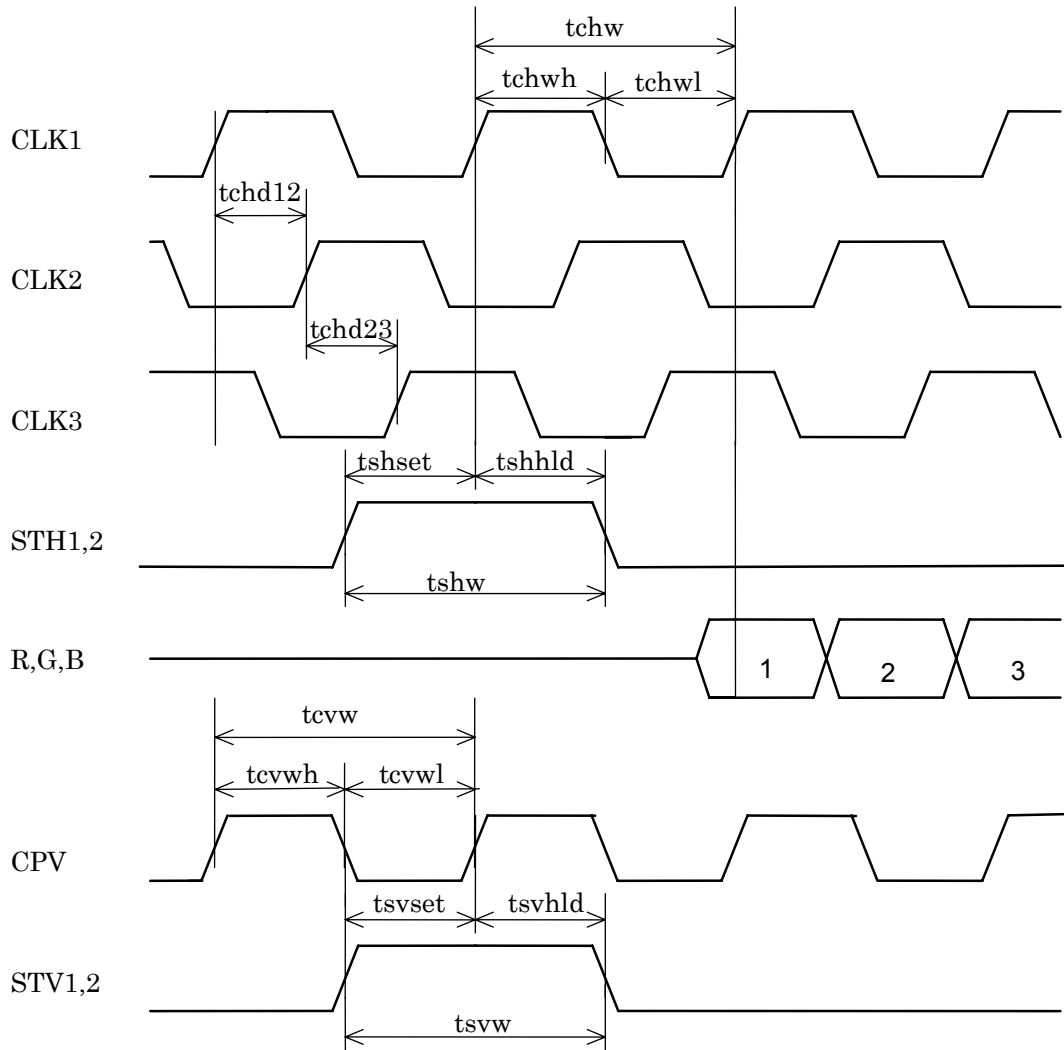 tchw
tchwh tchwl
CLK1
tchd12
CLK2
tchd23
CLK3
tshset tshhld
STH1,2
tshw
R,G,B
1 2 3
tcvw
tcvwh tcvwl
CPV
tsvset tsvhld
STV1,2
tsvw